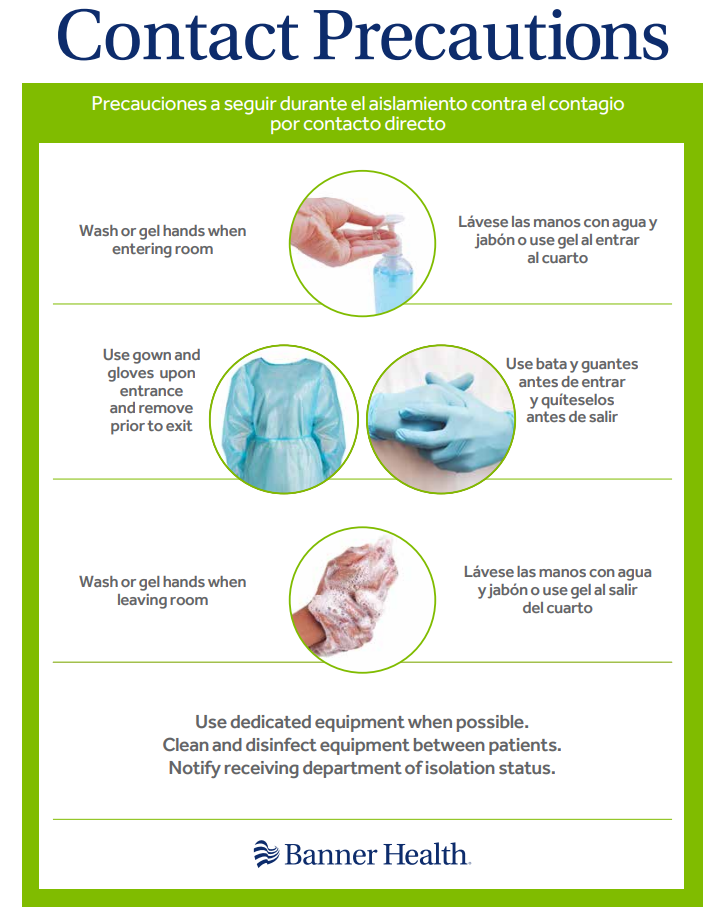 Contact Precautions
Precauciones a seguir durante el aislamiento contra el contagio
por contacto directo
Wash or gel hands when
entering room
Lávese las manos con agua y
jabón o use gel al entrar
al cuarto
Use gown and
gloves upon
entrance
and remove
prior to exit
Use bata y guantes
antes de entrar
y quíteselos
antes de salir
Wash or gel hands when
leaving room
Lávese las manos con agua
y jabón o use gel al salir
del cuarto
Use dedicated equipment when possible.
Clean and disinfect equipment between patients.
Notify receiving department of isolation status.
Banner Health